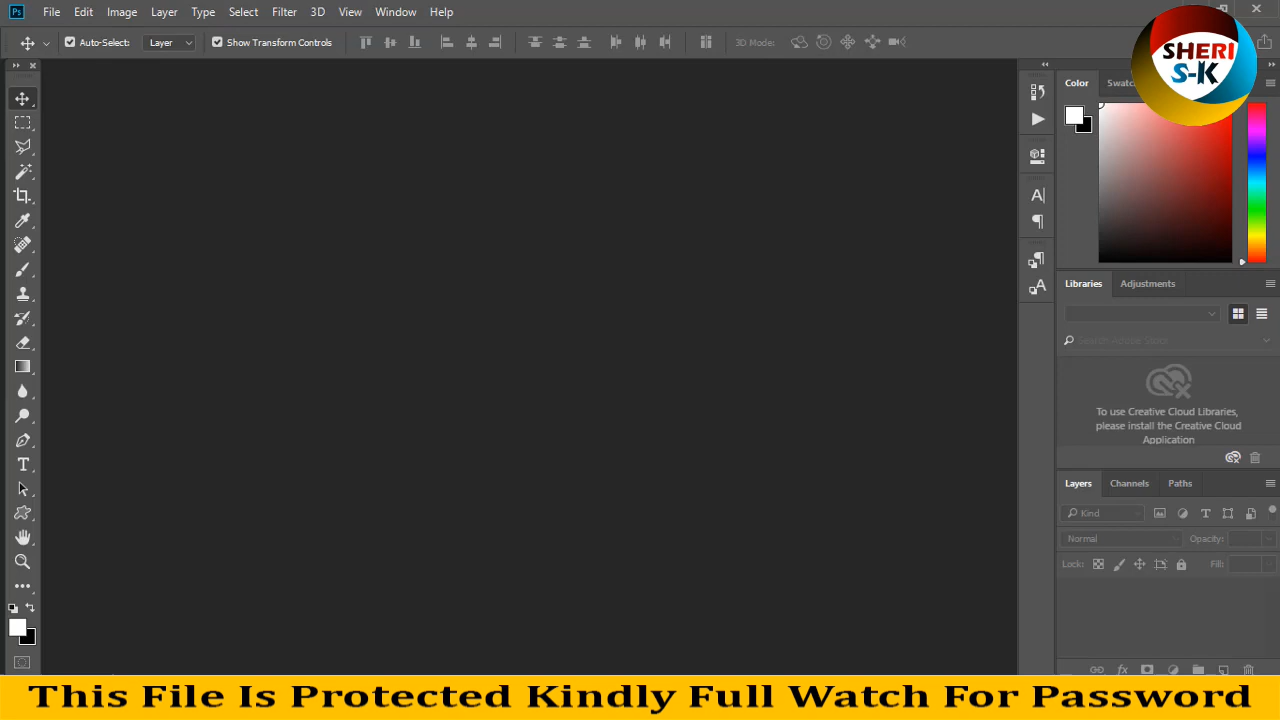 Ps File Edit Image Layer Type Select Filter 3D View Window Help
Auto-Select: Layer Show Transform Controls 3D Mode:
SHERI
S-K
Color
Libraries Adjustments
To use Creative Cloud Libraries,
please install the Creative Cloud
Application
Layers Channels Paths
Kind
Normal Opacity:
Lock: Fill:
This File Is Protected Kindly Full Watch For Password